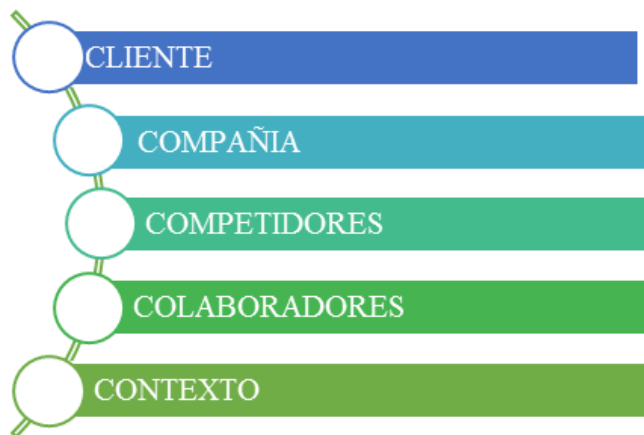 CLIENTE
COMPAÑIA
COMPETIDORES
COLABORADORES
CONTEXTO